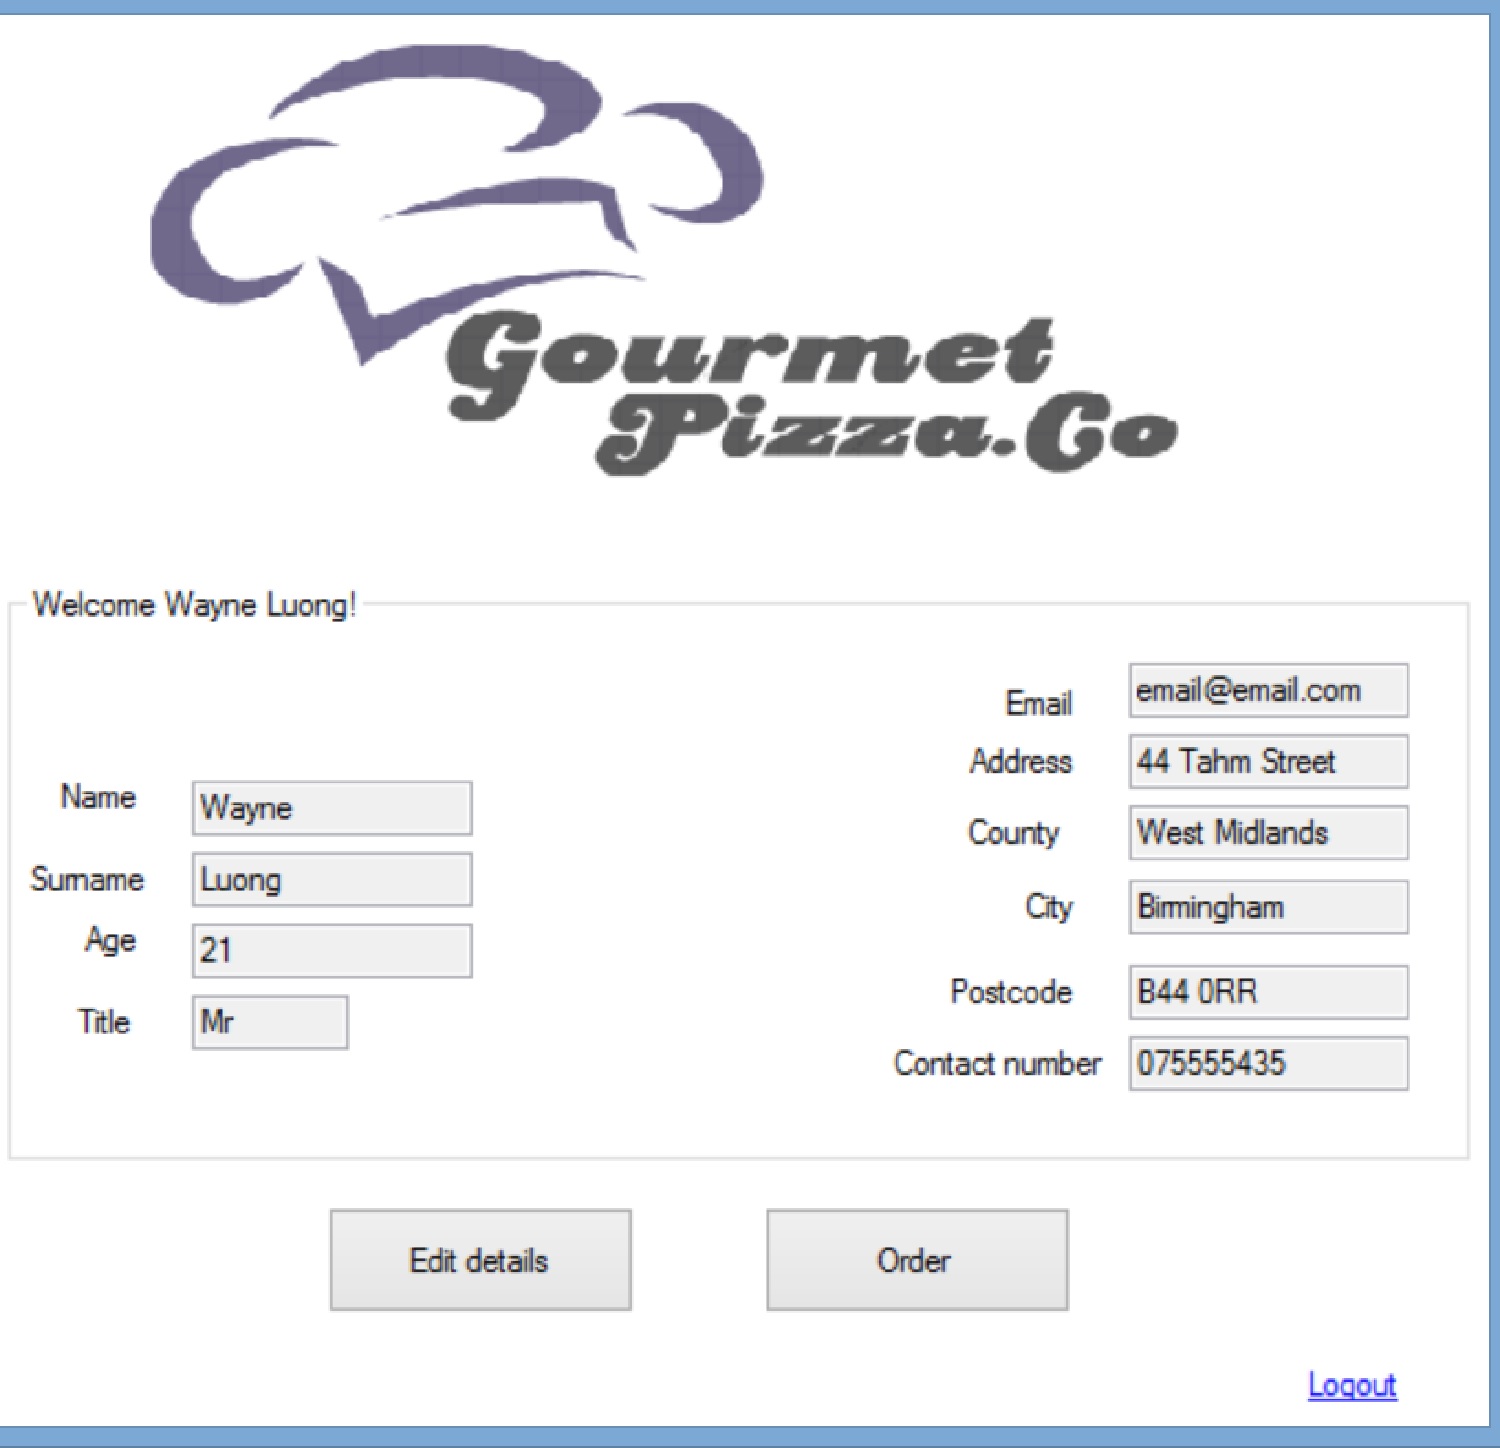 Gourmet
Pizza.Co
Welcome Wayne Luong!
Name Wayne
Surname Luong
Age 21
Title Mr
Email email@email.com
Address 44 Tahm Street
County West Midlands
City Birmingham
Postcode B44 0RR
Contact number 075555435
Edit details
Order
Logout